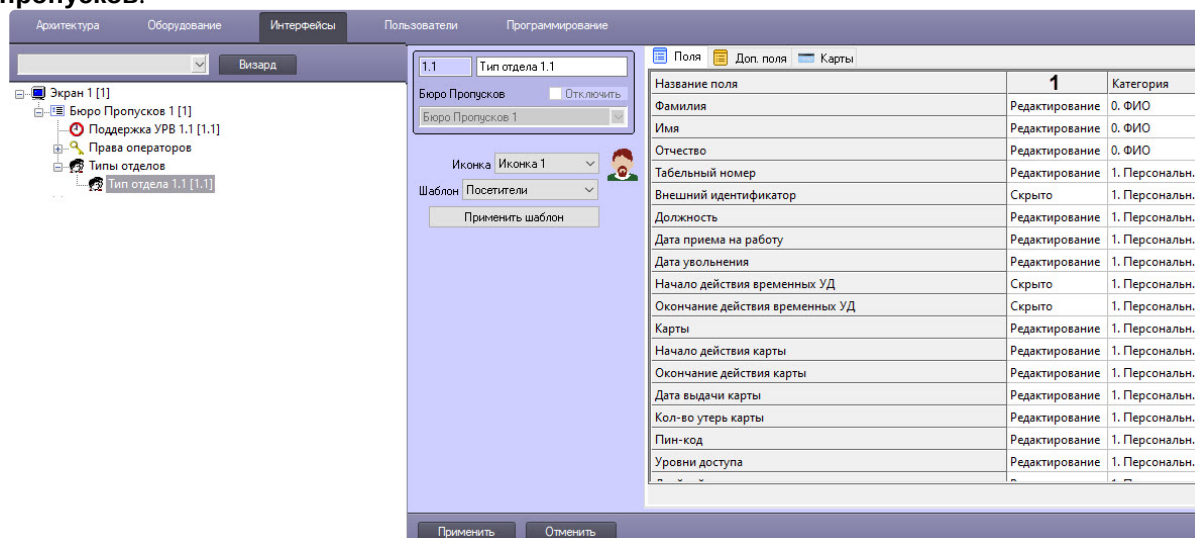 пропусков.
Архитектура Оборудование Интерфейсы Пользователи Программирование
Визард
Экран 1 [1]
Бюро Пропусков 1 [1]
Поддержка УРВ 1.1 [1.1]
Права операторов
Типы отделов
Тип отдела 1.1 [1.1]
1.1 Тип отдела 1.1
Бюро Пропусков Отключить
Бюро Пропусков 1
Иконка Иконка 1
Шаблон Посетители
Применить шаблон
Поля Доп. поля Карты
Название поля 1 Категория
Фамилия Редактирование 0. ФИО
Имя Редактирование 0. ФИО
Отчество Редактирование 0. ФИО
Табельный номер Редактирование 1. Персональн.
Внешний идентификатор Скрыто 1. Персональн.
Должность Редактирование 1. Персональн.
Дата приема на работу Редактирование 1. Персональн.
Дата увольнения Редактирование 1. Персональн.
Начало действия временных УД Скрыто 1. Персональн.
Окончание действия временных УД Скрыто 1. Персональн.
Карты Редактирование 1. Персональн.
Начало действия карты Редактирование 1. Персональн.
Окончание действия карты Редактирование 1. Персональн.
Дата выдачи карты Редактирование 1. Персональн.
Кол-во утерь карты Редактирование 1. Персональн.
Пин-код Редактирование 1. Персональн.
Уровни доступа Редактирование 1. Персональн.
Применить Отменить